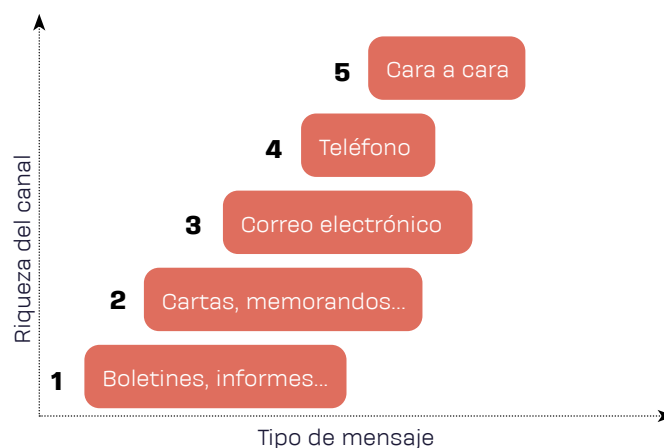 5 Cara a cara
4 Teléfono
3 Correo electrónico
2 Cartas, memorandos...
1 Boletines, informes...
Riqueza del canal
Tipo de mensaje